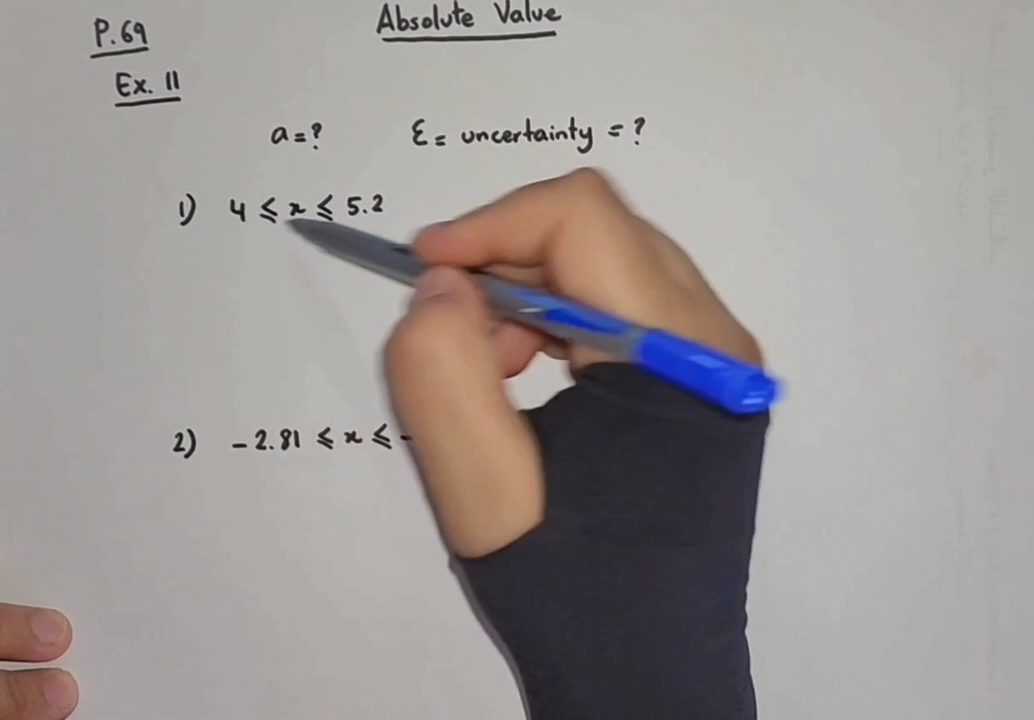 Absolute Value
P.69
Ex. 11
a=? ε = uncertainty = ?
1) 4 ⩽ x ⩽ 5.2
2) -2.81 ⩽ x ⩽ -